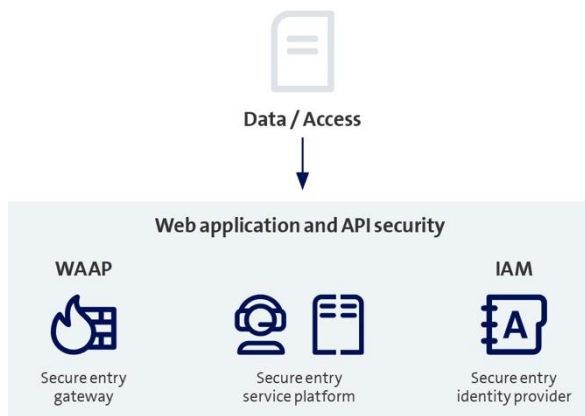 Data / Access
Web application and API security
WAAP
IAM
A
Secure entry
gateway
Secure entry
service platform
Secure entry
identity provider